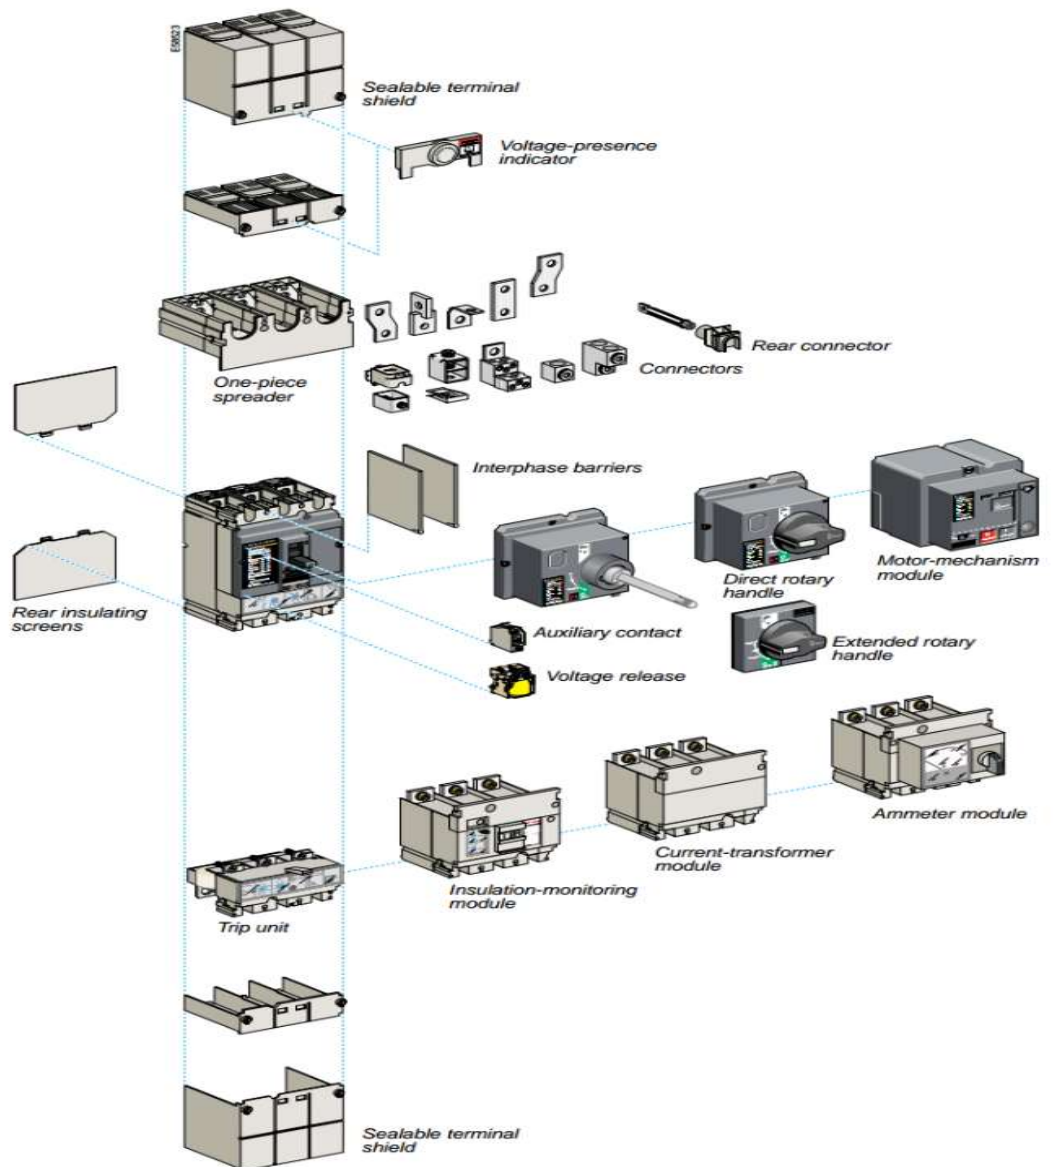 E58523
Sealable terminal
shield
Voltage-presence
indicator
Rear connector
Connectors
One-piece
spreader
Interphase barriers
Motor-mechanism
module
Direct rotary
handle
Rear insulating
screens
Auxiliary contact
Extended rotary
handle
Voltage release
Ammeter module
Current-transformer
module
Insulation-monitoring
module
Trip unit
Sealable terminal
shield